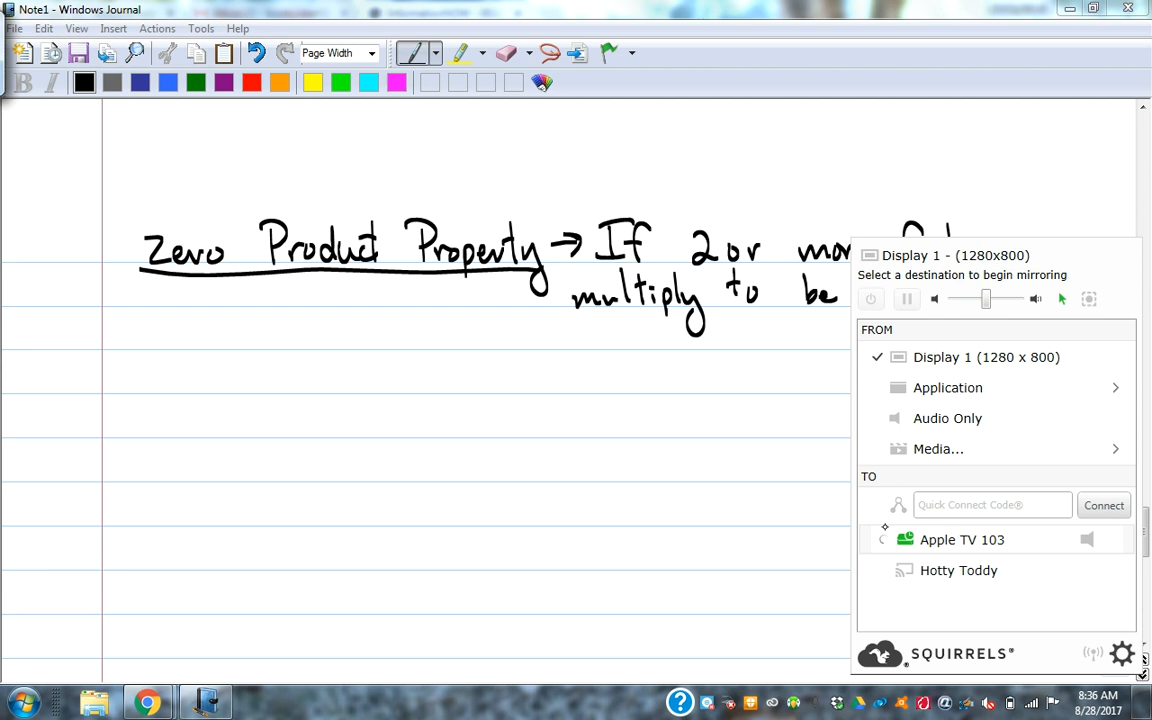 Note1 - Windows Journal
File Edit View Insert Actions Tools Help
Page Width
B I
Zero Product Property → If 2 or
multiply to be
Display 1 - (1280x800)
Select a destination to begin mirroring
FROM
Display 1 (1280 x 800)
Application
Audio Only
Media...
TO
Quick Connect Code®
Connect
Apple TV 103
Hotty Toddy
SQUIRRELS®
8:36 AM
8/28/2017